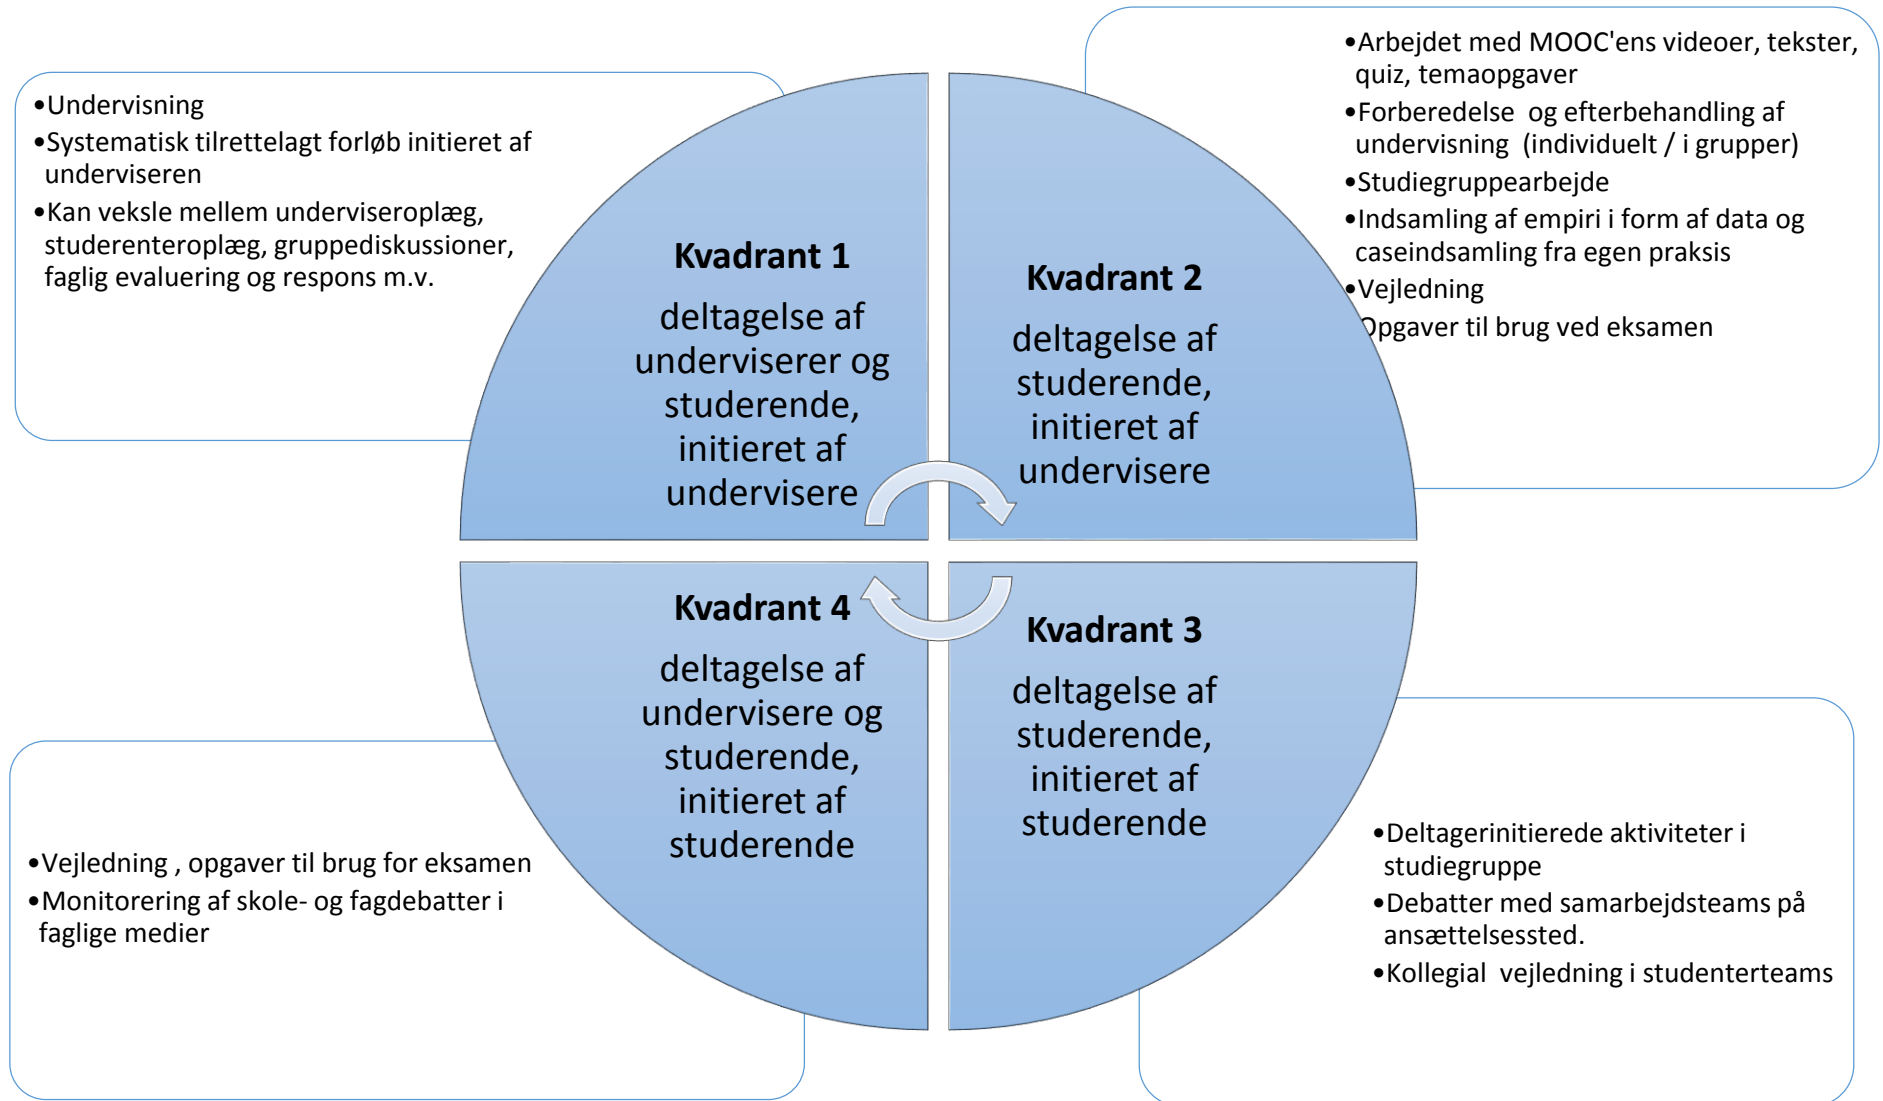 •Undervisning
•Systematisk tilrettelagt forløb initieret af
underviseren
•Kan veksle mellem underviseroplæg,
studerenteroplæg, gruppediskussioner,
faglig evaluering og respons m.v.
Kvadrant 1
deltagelse af
underviserer og
studerende,
initieret af
undervisere
•Arbejdet med MOOC'ens videoer, tekster,
quiz, temaopgaver
•Forberedelse og efterbehandling af
undervisning (individuelt / i grupper)
•Studiegruppearbejde
•Indsamling af empiri i form af data og
caseindsamling fra egen praksis
•Vejledning
Opgaver til brug ved eksamen
Kvadrant 2
deltagelse af
studerende,
initieret af
undervisere
Kvadrant 4
deltagelse af
undervisere og
studerende,
initieret af
studerende
•Vejledning , opgaver til brug for eksamen
•Monitorering af skole- og fagdebatter i
faglige medier
Kvadrant 3
deltagelse af
studerende,
initieret af
studerende
•Deltagerinitierede aktiviteter i
studiegruppe
•Debatter med samarbejdsteams på
ansættelsessted.
•Kollegial vejledning i studenterteams